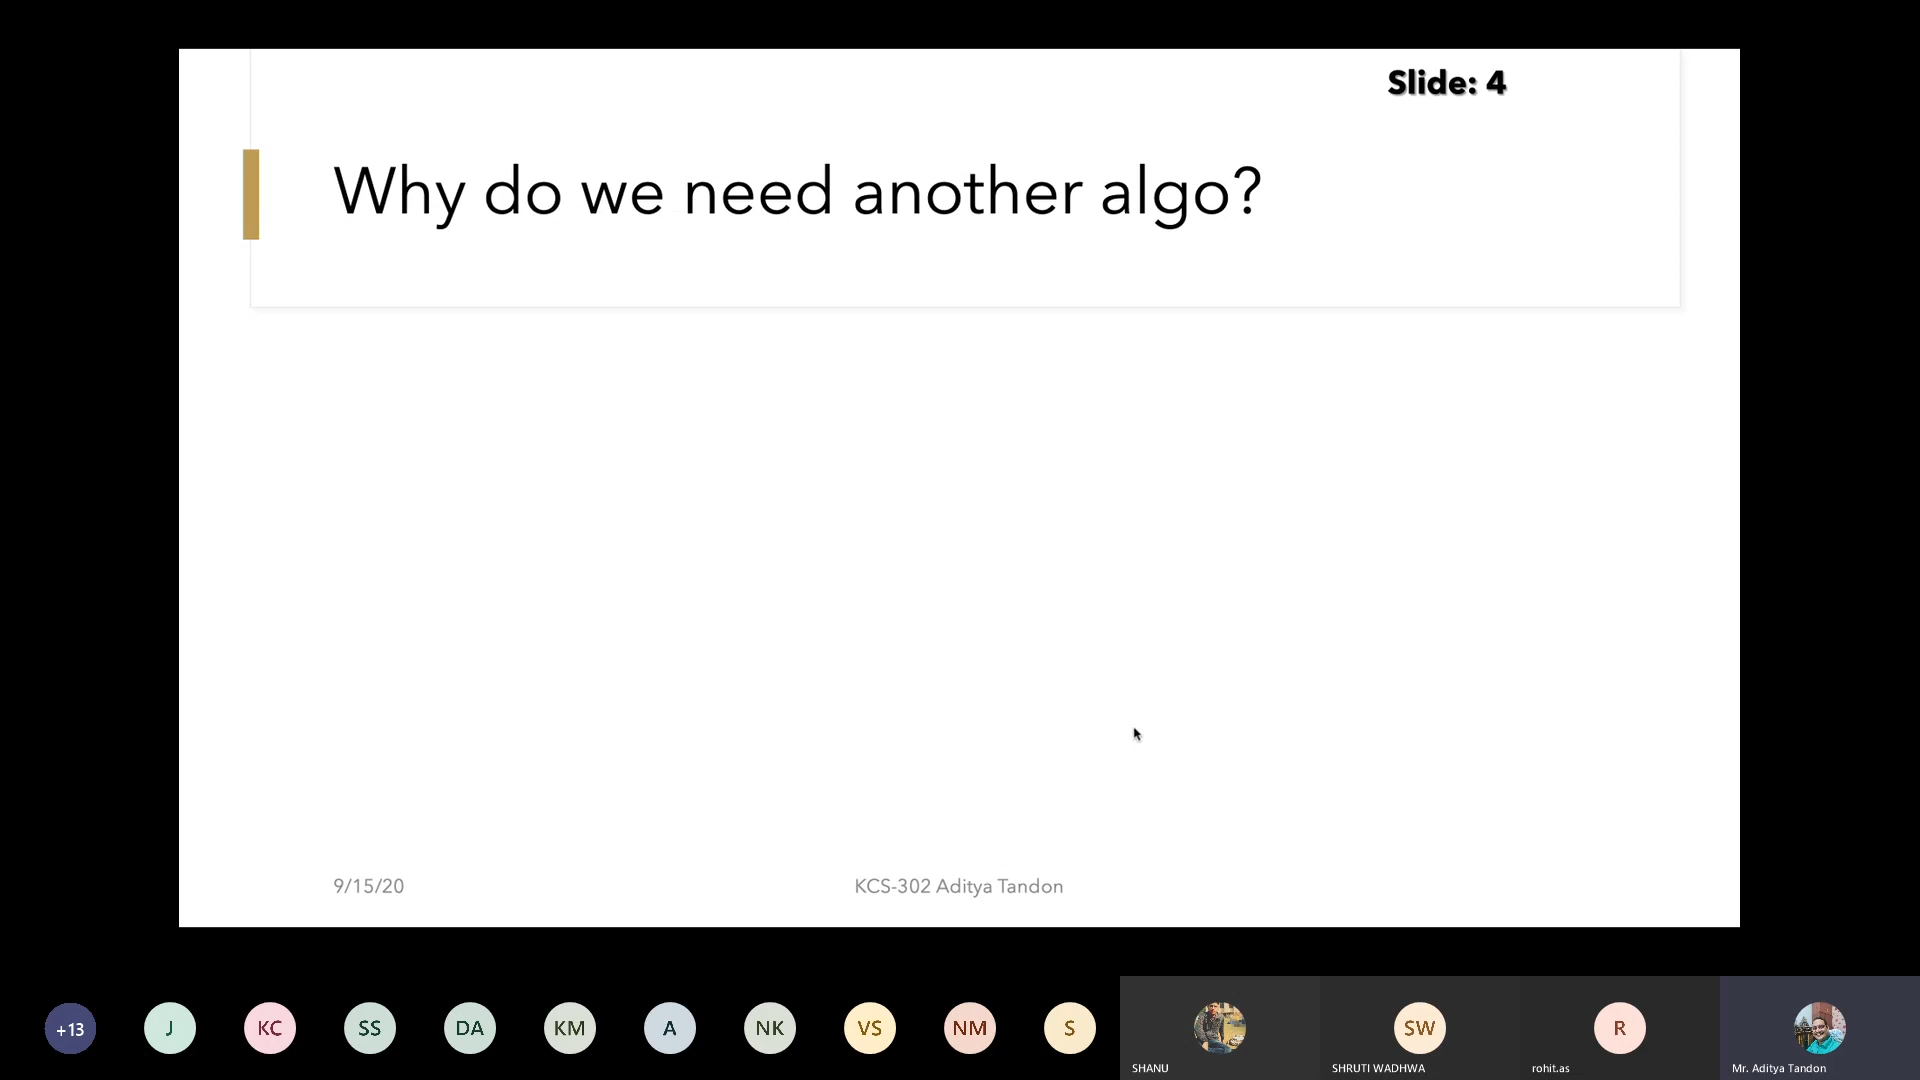 Slide: 4
Why do we need another algo?
9/15/20
KCS-302 Aditya Tandon
+13
J
KC
SS
DA
KM
A
NK
VS
NM
S
SW
R
SHANU
SHRUTI WADHWA
rohit.as
Mr. Aditya Tandon